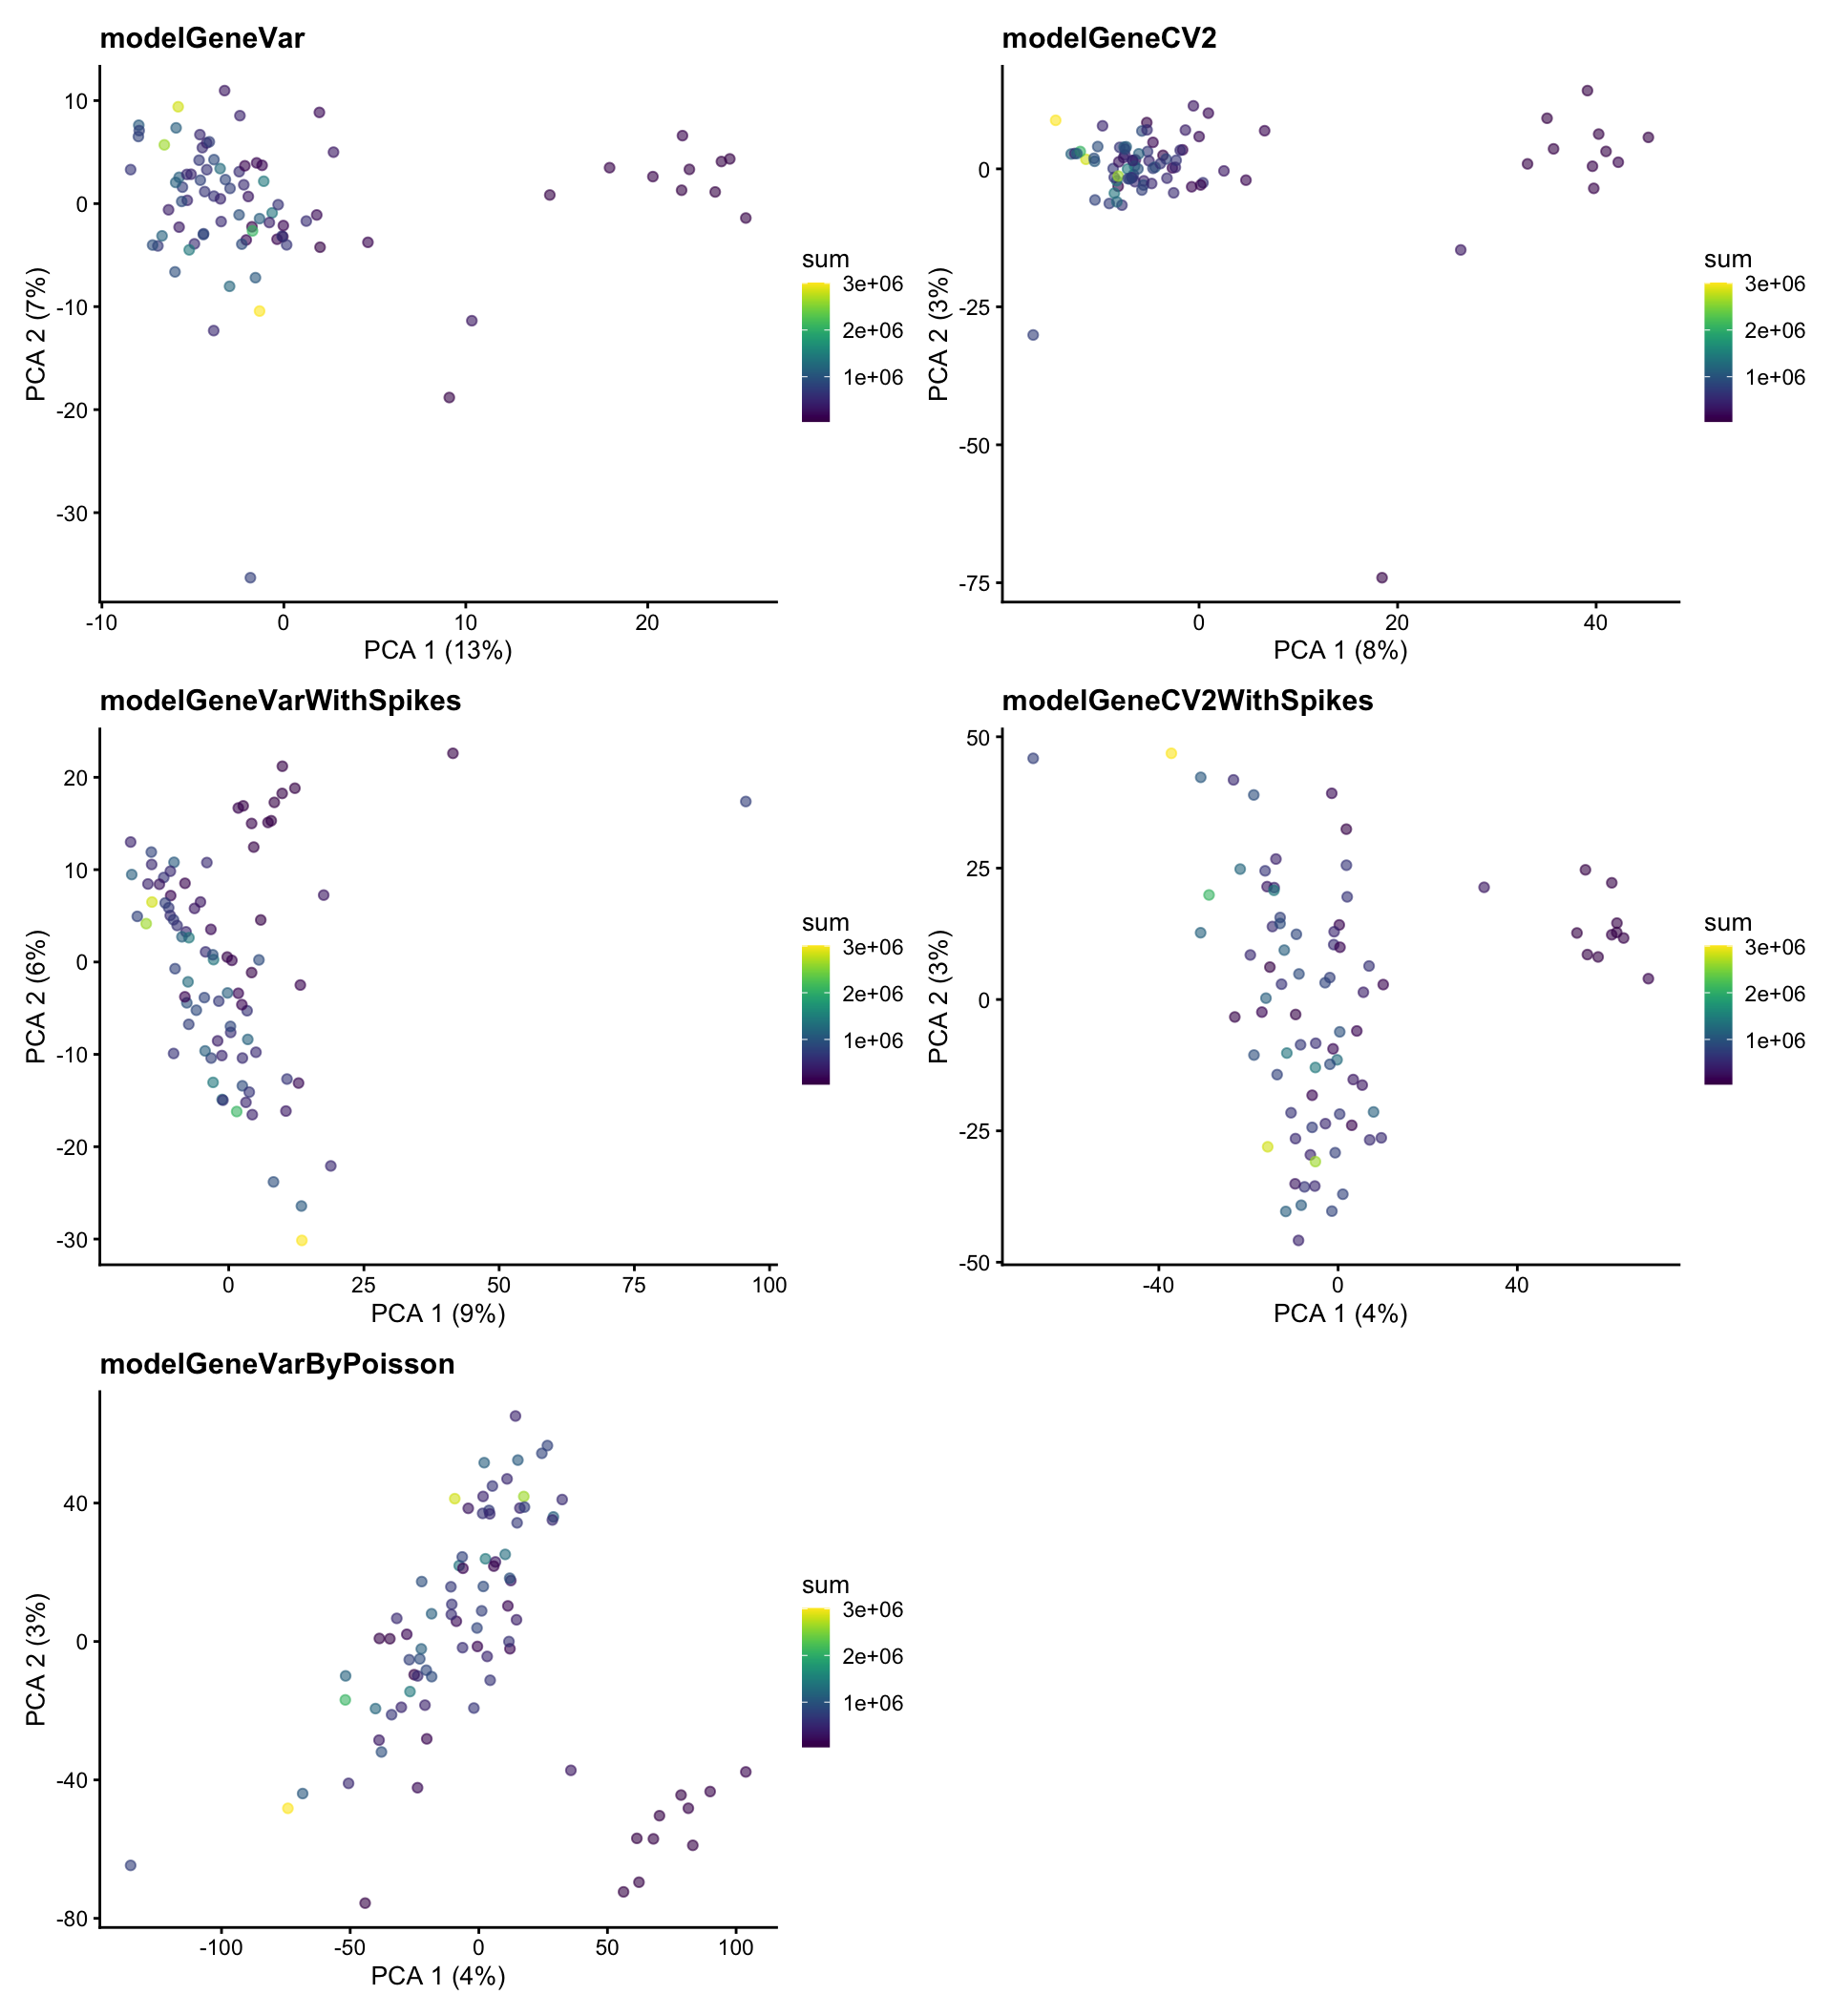 modelGeneVar
10
0
-10
-20
-30
-10
0
10
20
PCA 1 (13%)
PCA 2 (7%)
sum
3e+06
2e+06
1e+06
modelGeneCV2
0
-25
-50
-75
0
20
40
PCA 1 (8%)
PCA 2 (3%)
sum
3e+06
2e+06
1e+06
modelGeneVarWithSpikes
20
10
0
-10
-20
-30
0
25
50
75
100
PCA 1 (9%)
PCA 2 (6%)
sum
3e+06
2e+06
1e+06
modelGeneCV2WithSpikes
50
25
0
-25
-50
-40
0
40
PCA 1 (4%)
PCA 2 (3%)
sum
3e+06
2e+06
1e+06
modelGeneVarByPoisson
40
0
-40
-80
-100
-50
0
50
100
PCA 1 (4%)
PCA 2 (3%)
sum
3e+06
2e+06
1e+06